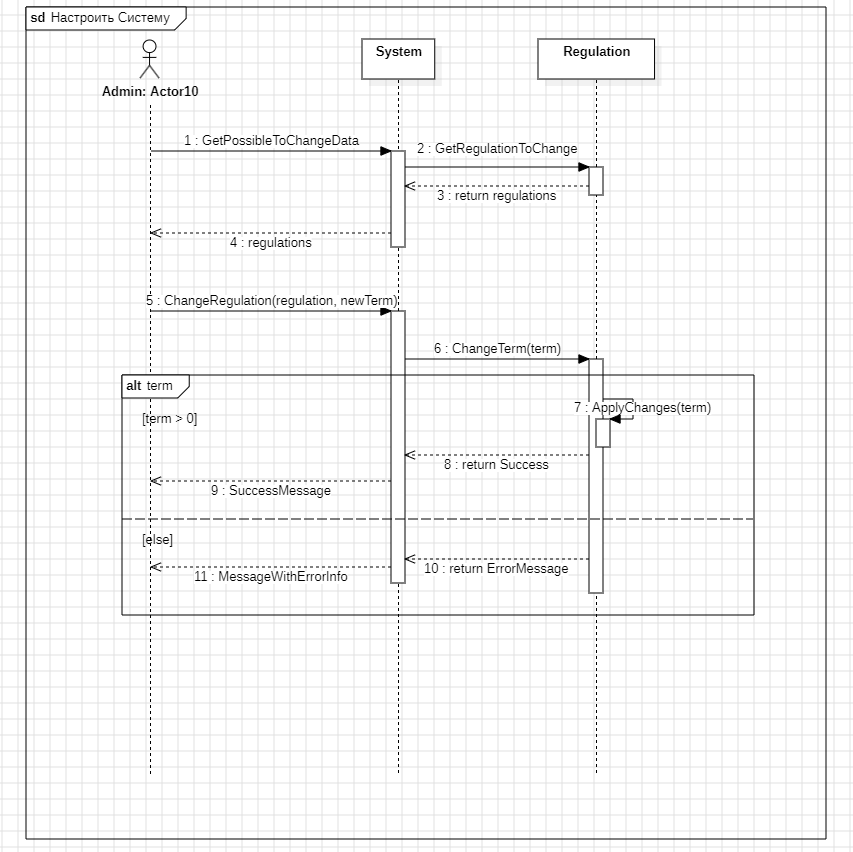 sd Настроить Систему
System
Regulation
Admin: Actor10
1 : GetPossibleToChangeData
2 : GetRegulationToChange
3 : return regulations
4 : regulations
5 : ChangeRegulation(regulation, newTerm)
6 : ChangeTerm(term)
alt term
7 : ApplyChanges(term)
[term > 0]
8 : return Success
9 : SuccessMessage
[else]
10 : return ErrorMessage
11 : MessageWithErrorInfo